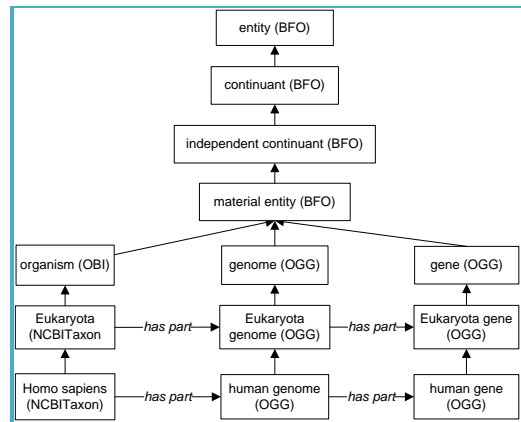 entity (BFO)
continuant (BFO)
independent continuant (BFO)
material entity (BFO)
organism (OBI)
genome (OGG)
gene (OGG)
Eukaryota
(NCBITaxon
has part
Eukaryota
genome (OGG)
has part
Eukaryota gene
(OGG)
Homo sapiens
(NCBITaxon)
has part
human genome
(OGG)
has part
human gene
(OGG)